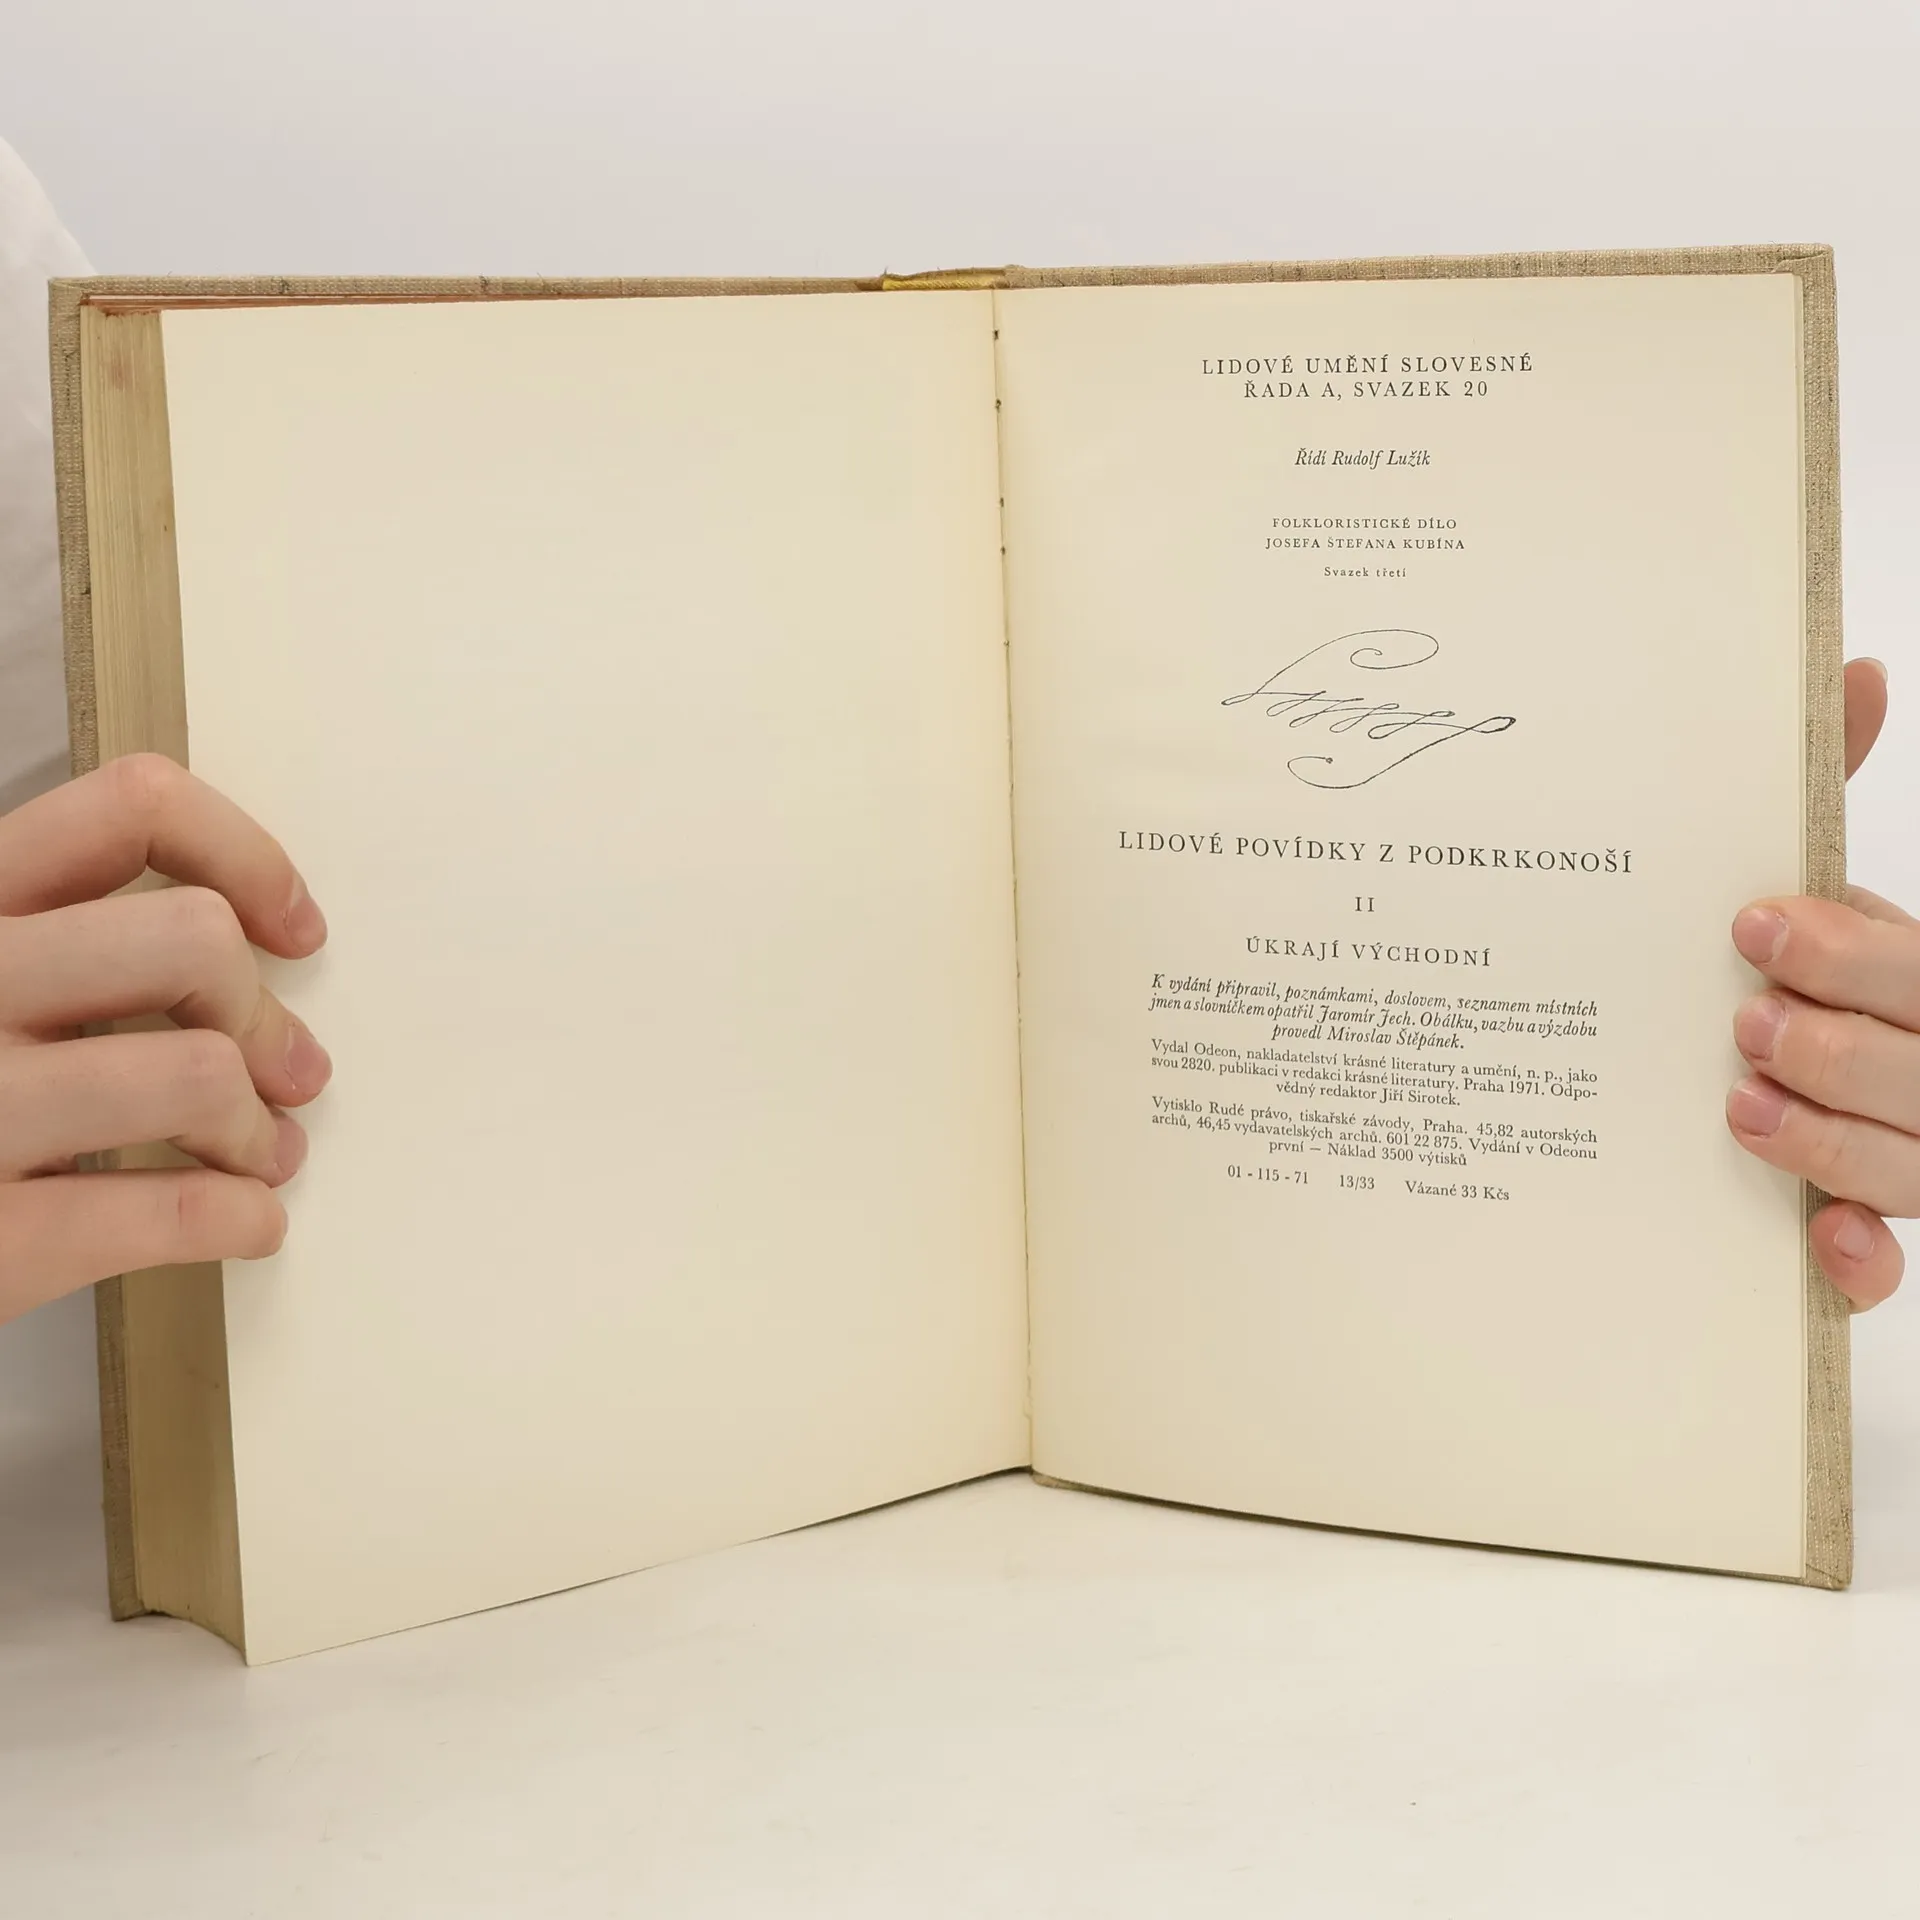 LIDOVÉ UMĚNÍ SLOVESNÉ
ŘADA A, SVAZEK 20
Řídí Rudolf Lužík
FOLKLORISTICKÉ DÍLO
JOSEFA ŠTEFANA KUBÍNA
Svazek třetí
LIDOVÉ POVÍDKY Z PODKRKONOŠÍ
II
ÚKRAJÍ VÝCHODNÍ
K vydání připravil, poznámkami, doslovem, seznamem místních
jmen a slovníčkem opatřil Jaromír Jech. Obálku, vazbu a výzdobu
provedl Miroslav Štěpánek.
Vydal Odeon, nakladatelství krásné literatury a umění, n. p., jako
svou 2820. publikaci v redakci krásné literatury. Praha 1971. Odpo-
vědný redaktor Jiří Sirotek.
Vytisklo Rudé právo, tiskařské závody, Praha. 45,82 autorských
archů, 46,45 vydavatelských archů. 601 22 875. Vydání v Odeonu
první — Náklad 3500 výtisků
01 - 115 - 71 13/33 Vázané 33 Kčs